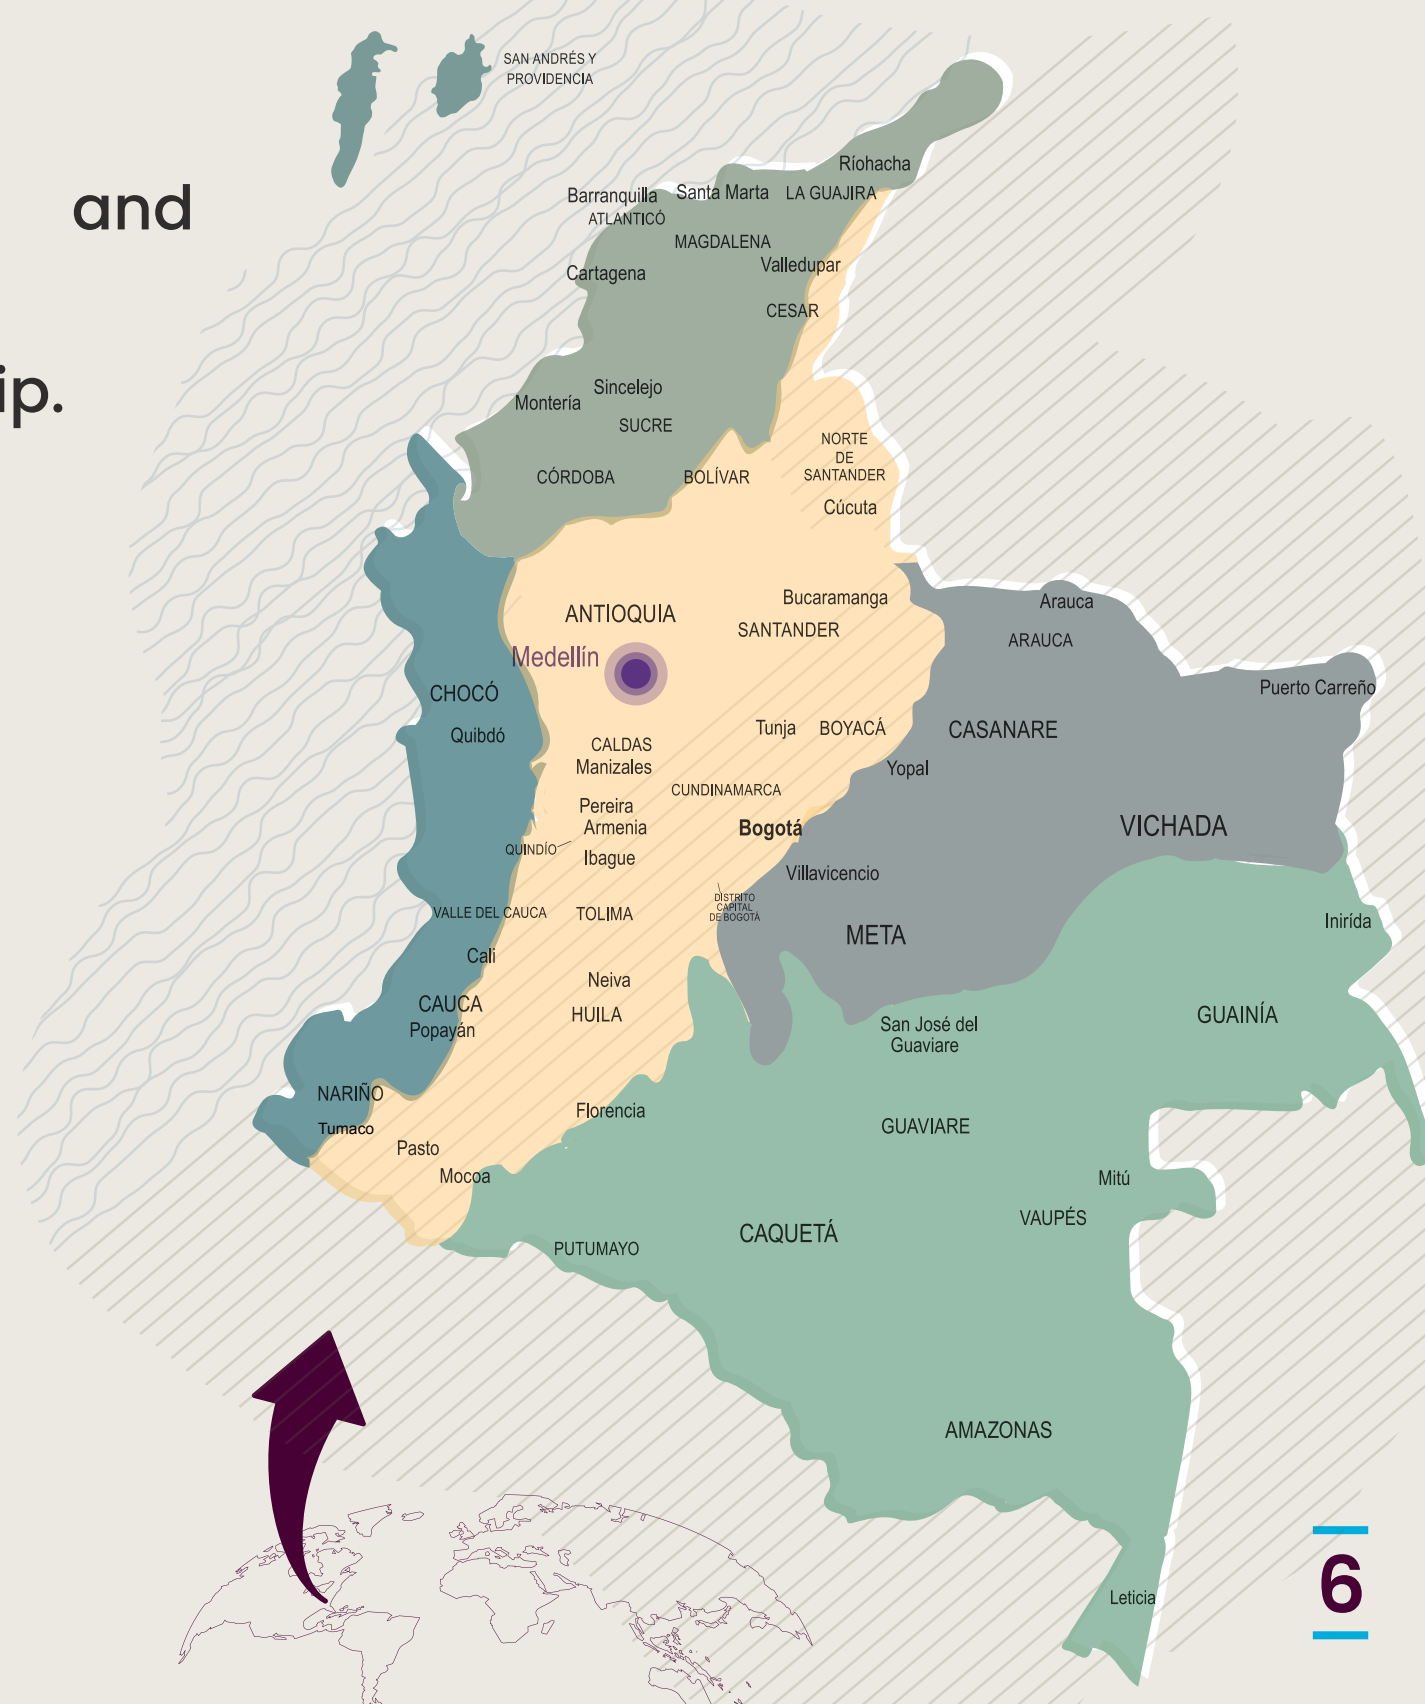 SAN ANDRÉS Y
PROVIDENCIA
and
ip.
Ríohacha
Barranquilla
Santa Marta
LA GUAJIRA
ATLANTICÓ
MAGDALENA
Cartagena
Valledupar
CESAR
Sincelejo
Montería
SUCRE
NORTE
DE
SANTANDER
CÓRDOBA
BOLÍVAR
Cúcuta
ANTIOQUIA
Bucaramanga
Arauca
SANTANDER
ARAUCA
Medellín
CHOCÓ
Puerto Carreño
Quibdó
Tunja
BOYACÁ
CASANARE
CALDAS
Manizales
Yopal
CUNDINAMARCA
Pereira
Armenia
Bogotá
VICHADA
QUINDÍO
Ibague
Villavicencio
DISTRITO
CAPITAL
DE BOGOTÁ
VALLE DEL CAUCA
TOLIMA
Inirída
META
Cali
Neiva
CAUCA
HUILA
GUAINÍA
Popayán
San José del
Guaviare
NARIÑO
Florencia
Tumaco
GUAVIARE
Pasto
Mocoa
Mitú
VAUPÉS
CAQUETÁ
PUTUMAYO
AMAZONAS
6
Leticia